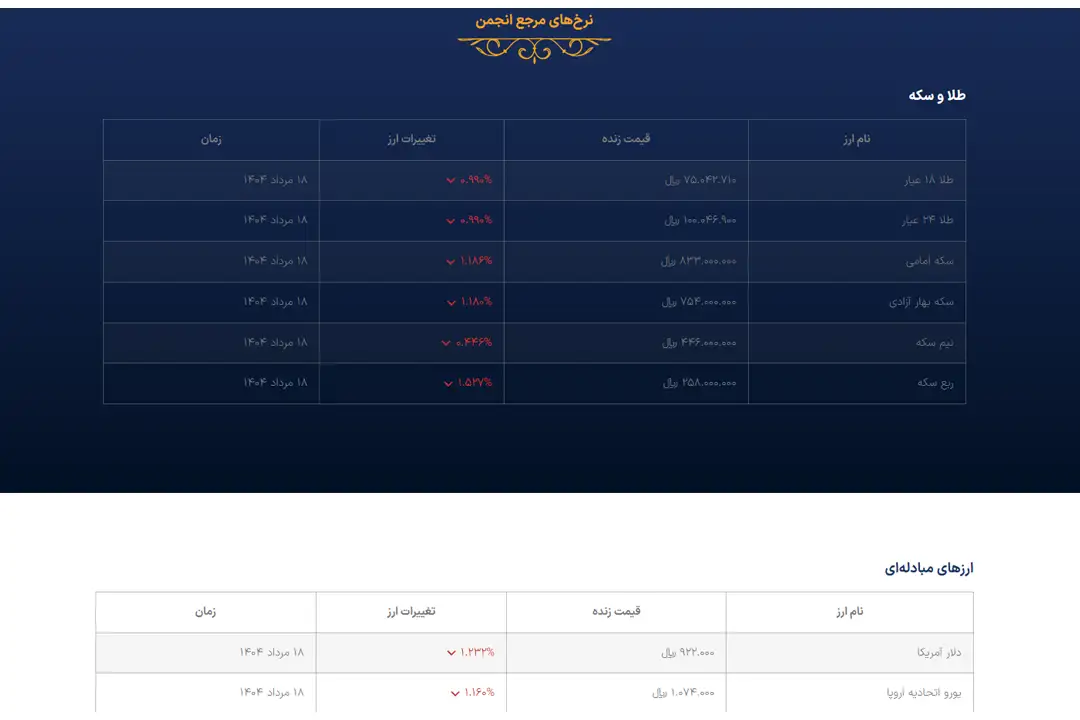 نرخ‌های مرجع انجمن
طلا و سکه
نام ارز قیمت زنده تغییرات ارز زمان
طلا ۱۸ عیار ۷۵.۰۴۲.۷۱۰ ریال ۰.۹۹۰% ۱۸ مرداد ۱۴۰۴
طلا ۲۴ عیار ۱۰۰.۰۴۶.۹۰۰ ریال ۰.۹۹۰% ۱۸ مرداد ۱۴۰۴
سکه امامی ۸۳۳.۰۰۰.۰۰۰ ریال ۱.۱۸۶% ۱۸ مرداد ۱۴۰۴
سکه بهار آزادی ۷۵۴.۰۰۰.۰۰۰ ریال ۱.۱۸۰% ۱۸ مرداد ۱۴۰۴
نیم سکه ۴۴۶.۰۰۰.۰۰۰ ریال ۰.۴۴۶% ۱۸ مرداد ۱۴۰۴
ربع سکه ۲۵۸.۰۰۰.۰۰۰ ریال ۱.۵۲۷% ۱۸ مرداد ۱۴۰۴
ارزهای مبادله‌ای
نام ارز قیمت زنده تغییرات ارز زمان
دلار آمریکا ۹۲۲.۰۰۰ ریال ۱.۲۳۲% ۱۸ مرداد ۱۴۰۴
یورو اتحادیه اروپا ۱.۰۷۴.۰۰۰ ریال ۱.۱۶۰% ۱۸ مرداد ۱۴۰۴